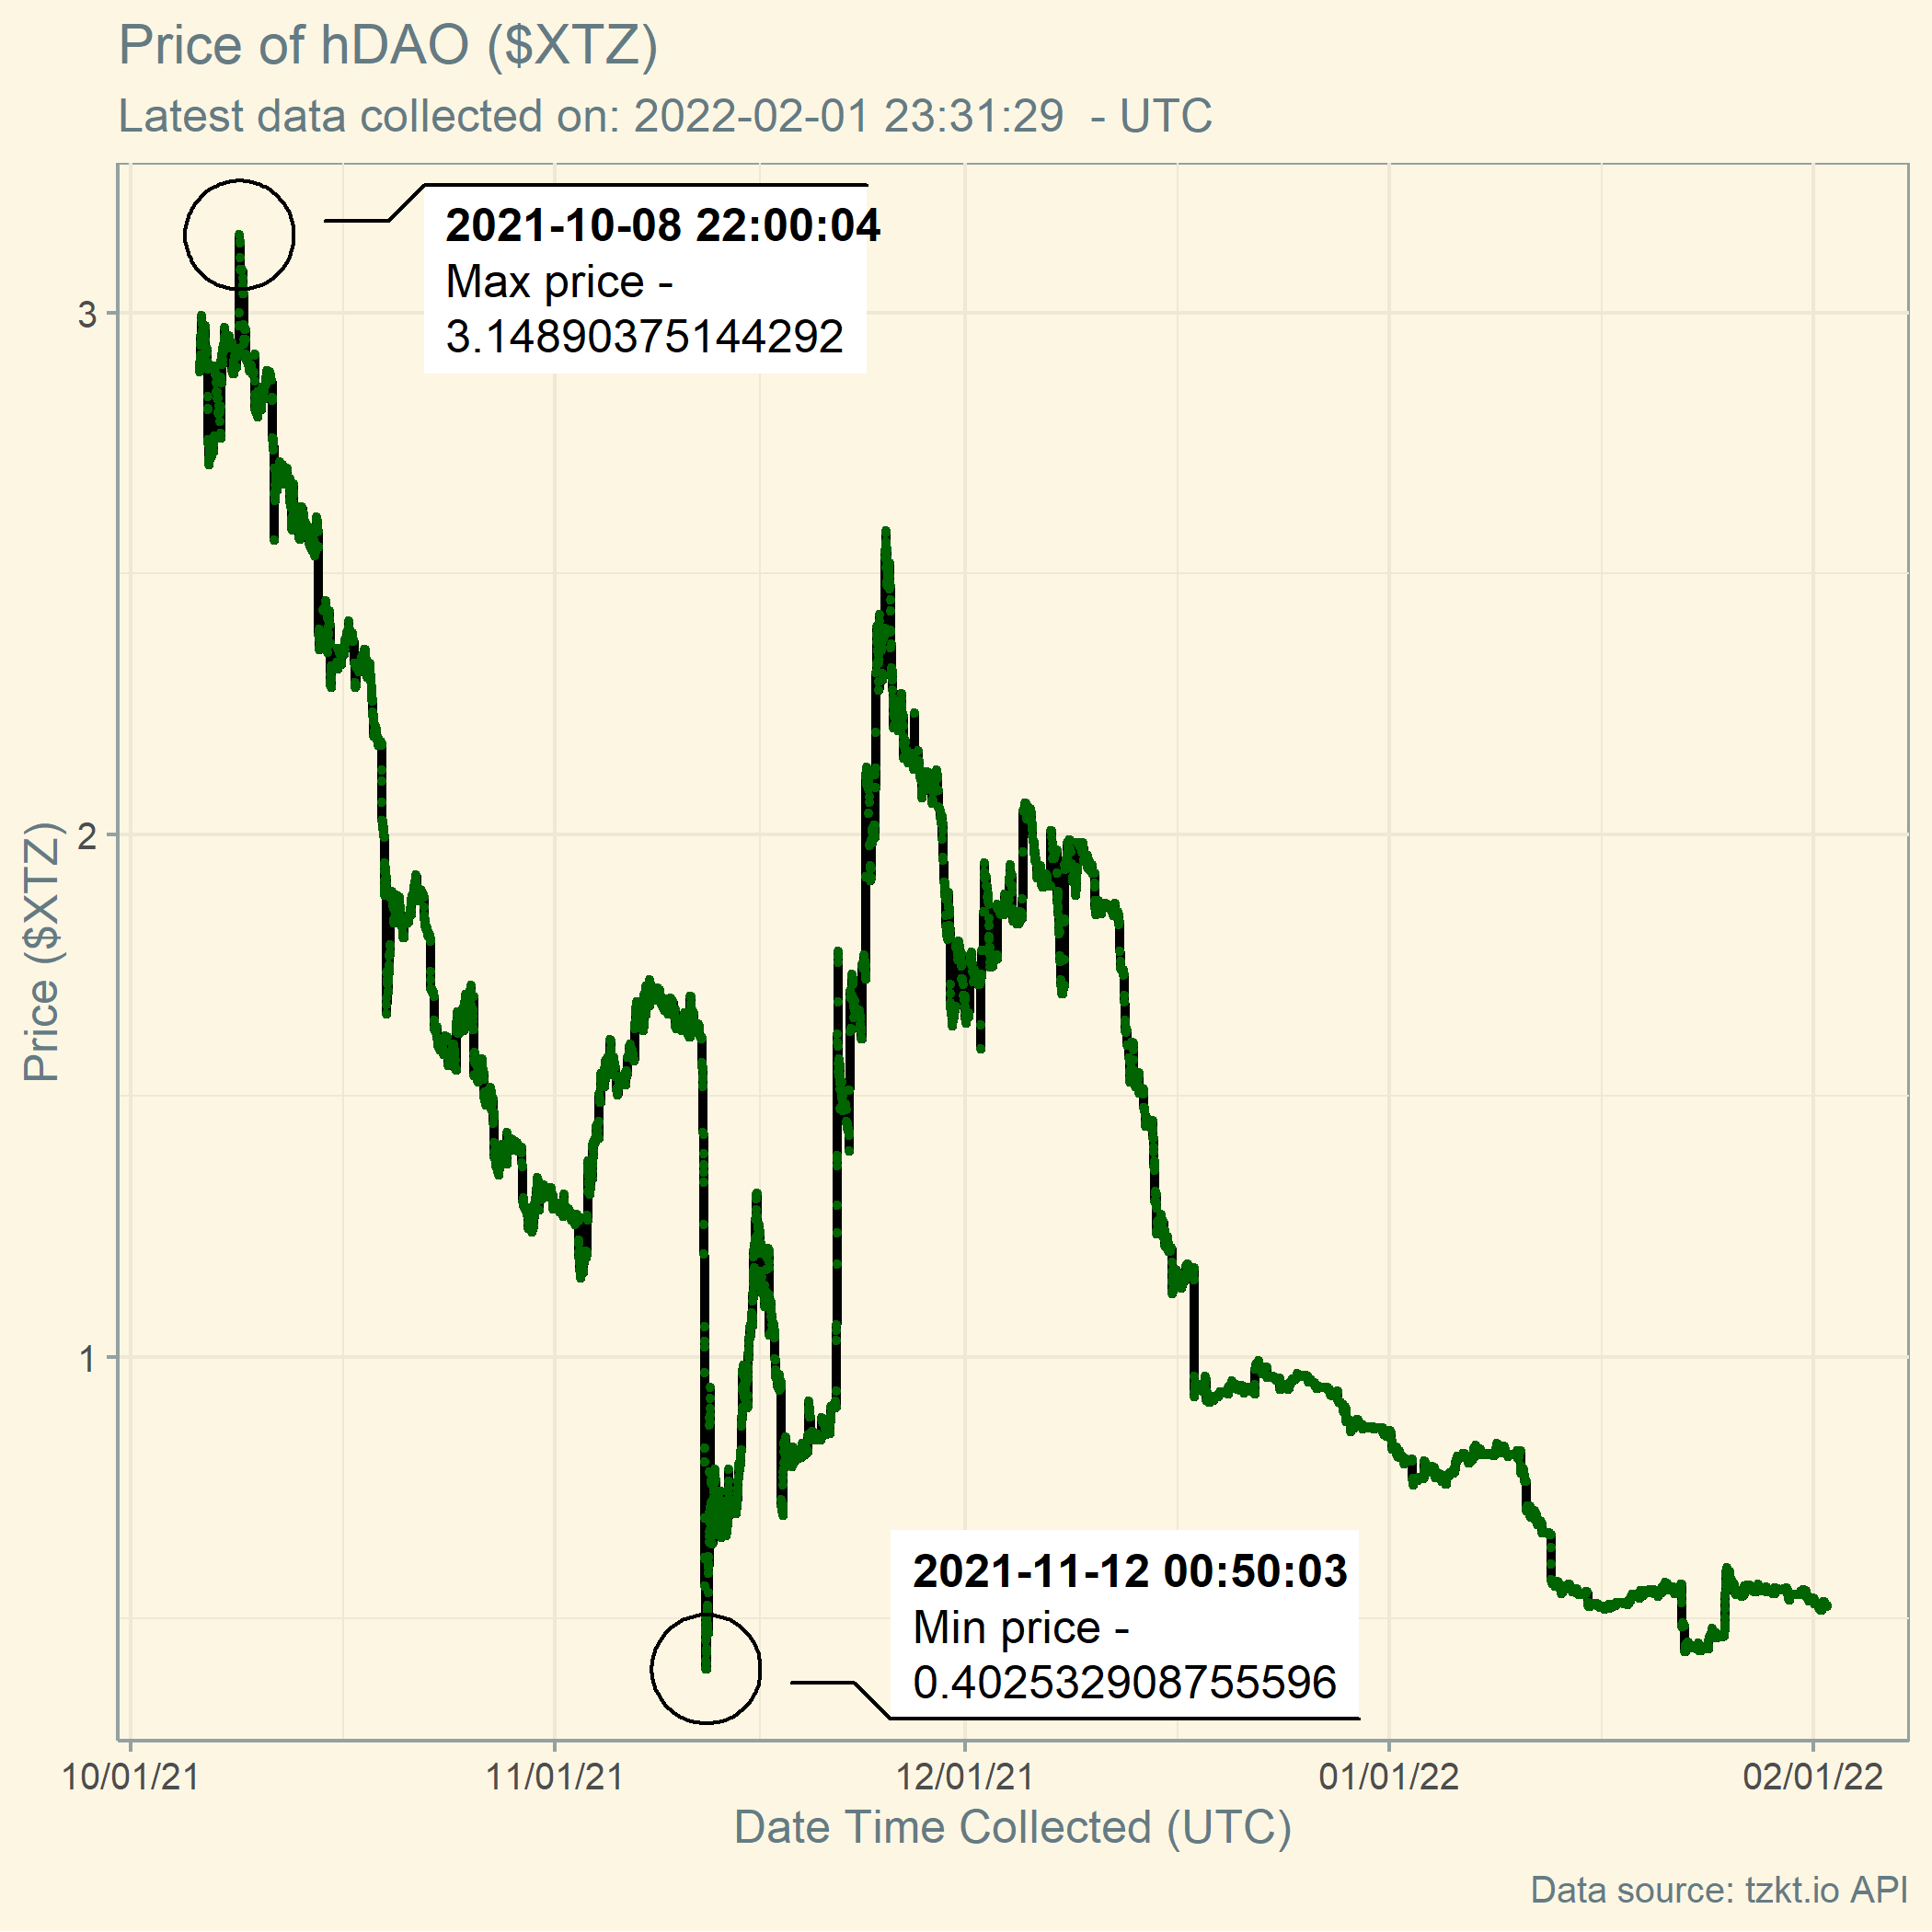 Price of hDAO ($XTZ)
Latest data collected on: 2022-02-01 23:31:29  - UTC
2021-10-08 22:00:04
Max price -
3.14890375144292
3
2
1
Price ($XTZ)
2021-11-12 00:50:03
Min price -
0.402532908755596
10/01/21 11/01/21 12/01/21 01/01/22 02/01/22
Date Time Collected (UTC)
Data source: tzkt.io API